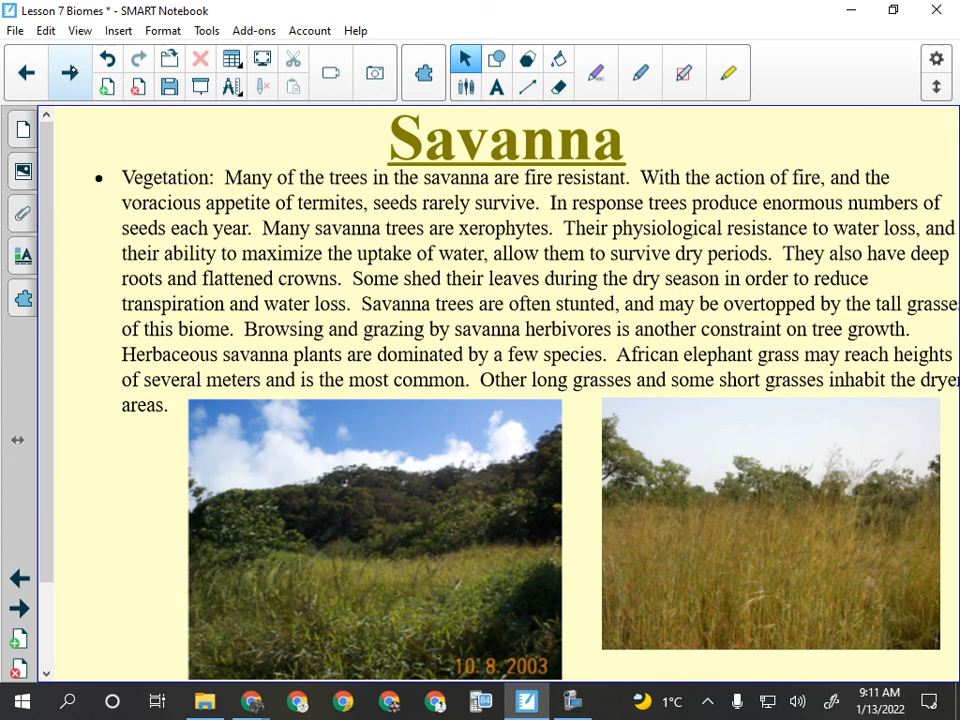 Lesson 7 Biomes * - SMART Notebook
File Edit View Insert Format Tools Add-ons Account Help
Savanna
• Vegetation: Many of the trees in the savanna are fire resistant. With the action of fire, and the
voracious appetite of termites, seeds rarely survive. In response trees produce enormous numbers of
seeds each year. Many savanna trees are xerophytes. Their physiological resistance to water loss, and
their ability to maximize the uptake of water, allow them to survive dry periods. They also have deep
roots and flattened crowns. Some shed their leaves during the dry season in order to reduce
transpiration and water loss. Savanna trees are often stunted, and may be overtopped by the tall grasse
of this biome. Browsing and grazing by savanna herbivores is another constraint on tree growth.
Herbaceous savanna plants are dominated by a few species. African elephant grass may reach heights
of several meters and is the most common. Other long grasses and some short grasses inhabit the drye
areas.
10. 8. 2003
1°C
9:11 AM
1/13/2022